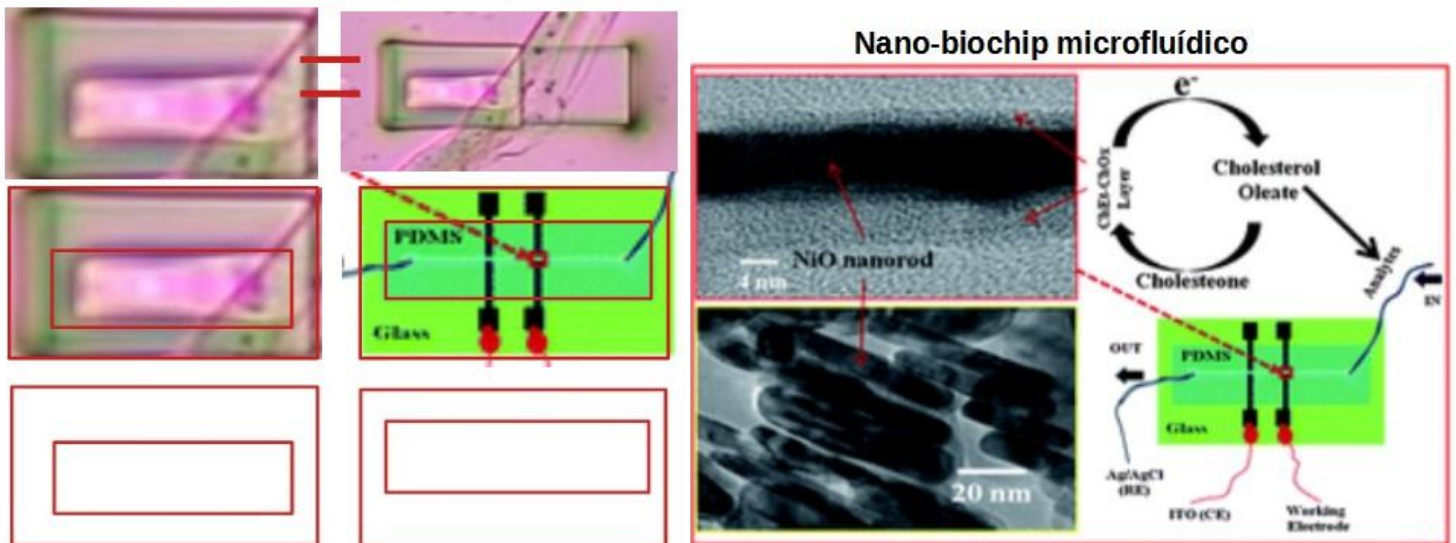 Nano-biochip microfluídico
PDMS
Glass
4 nm
NiO nanorod
20 nm
e-
ChEt-ChOx
Layer
Cholesterol
Oleate
Cholesteone
Analytes
IN
OUT
PDMS
Glass
Ag/AgCl
(RE)
ITO (CE)
Working
Electrode